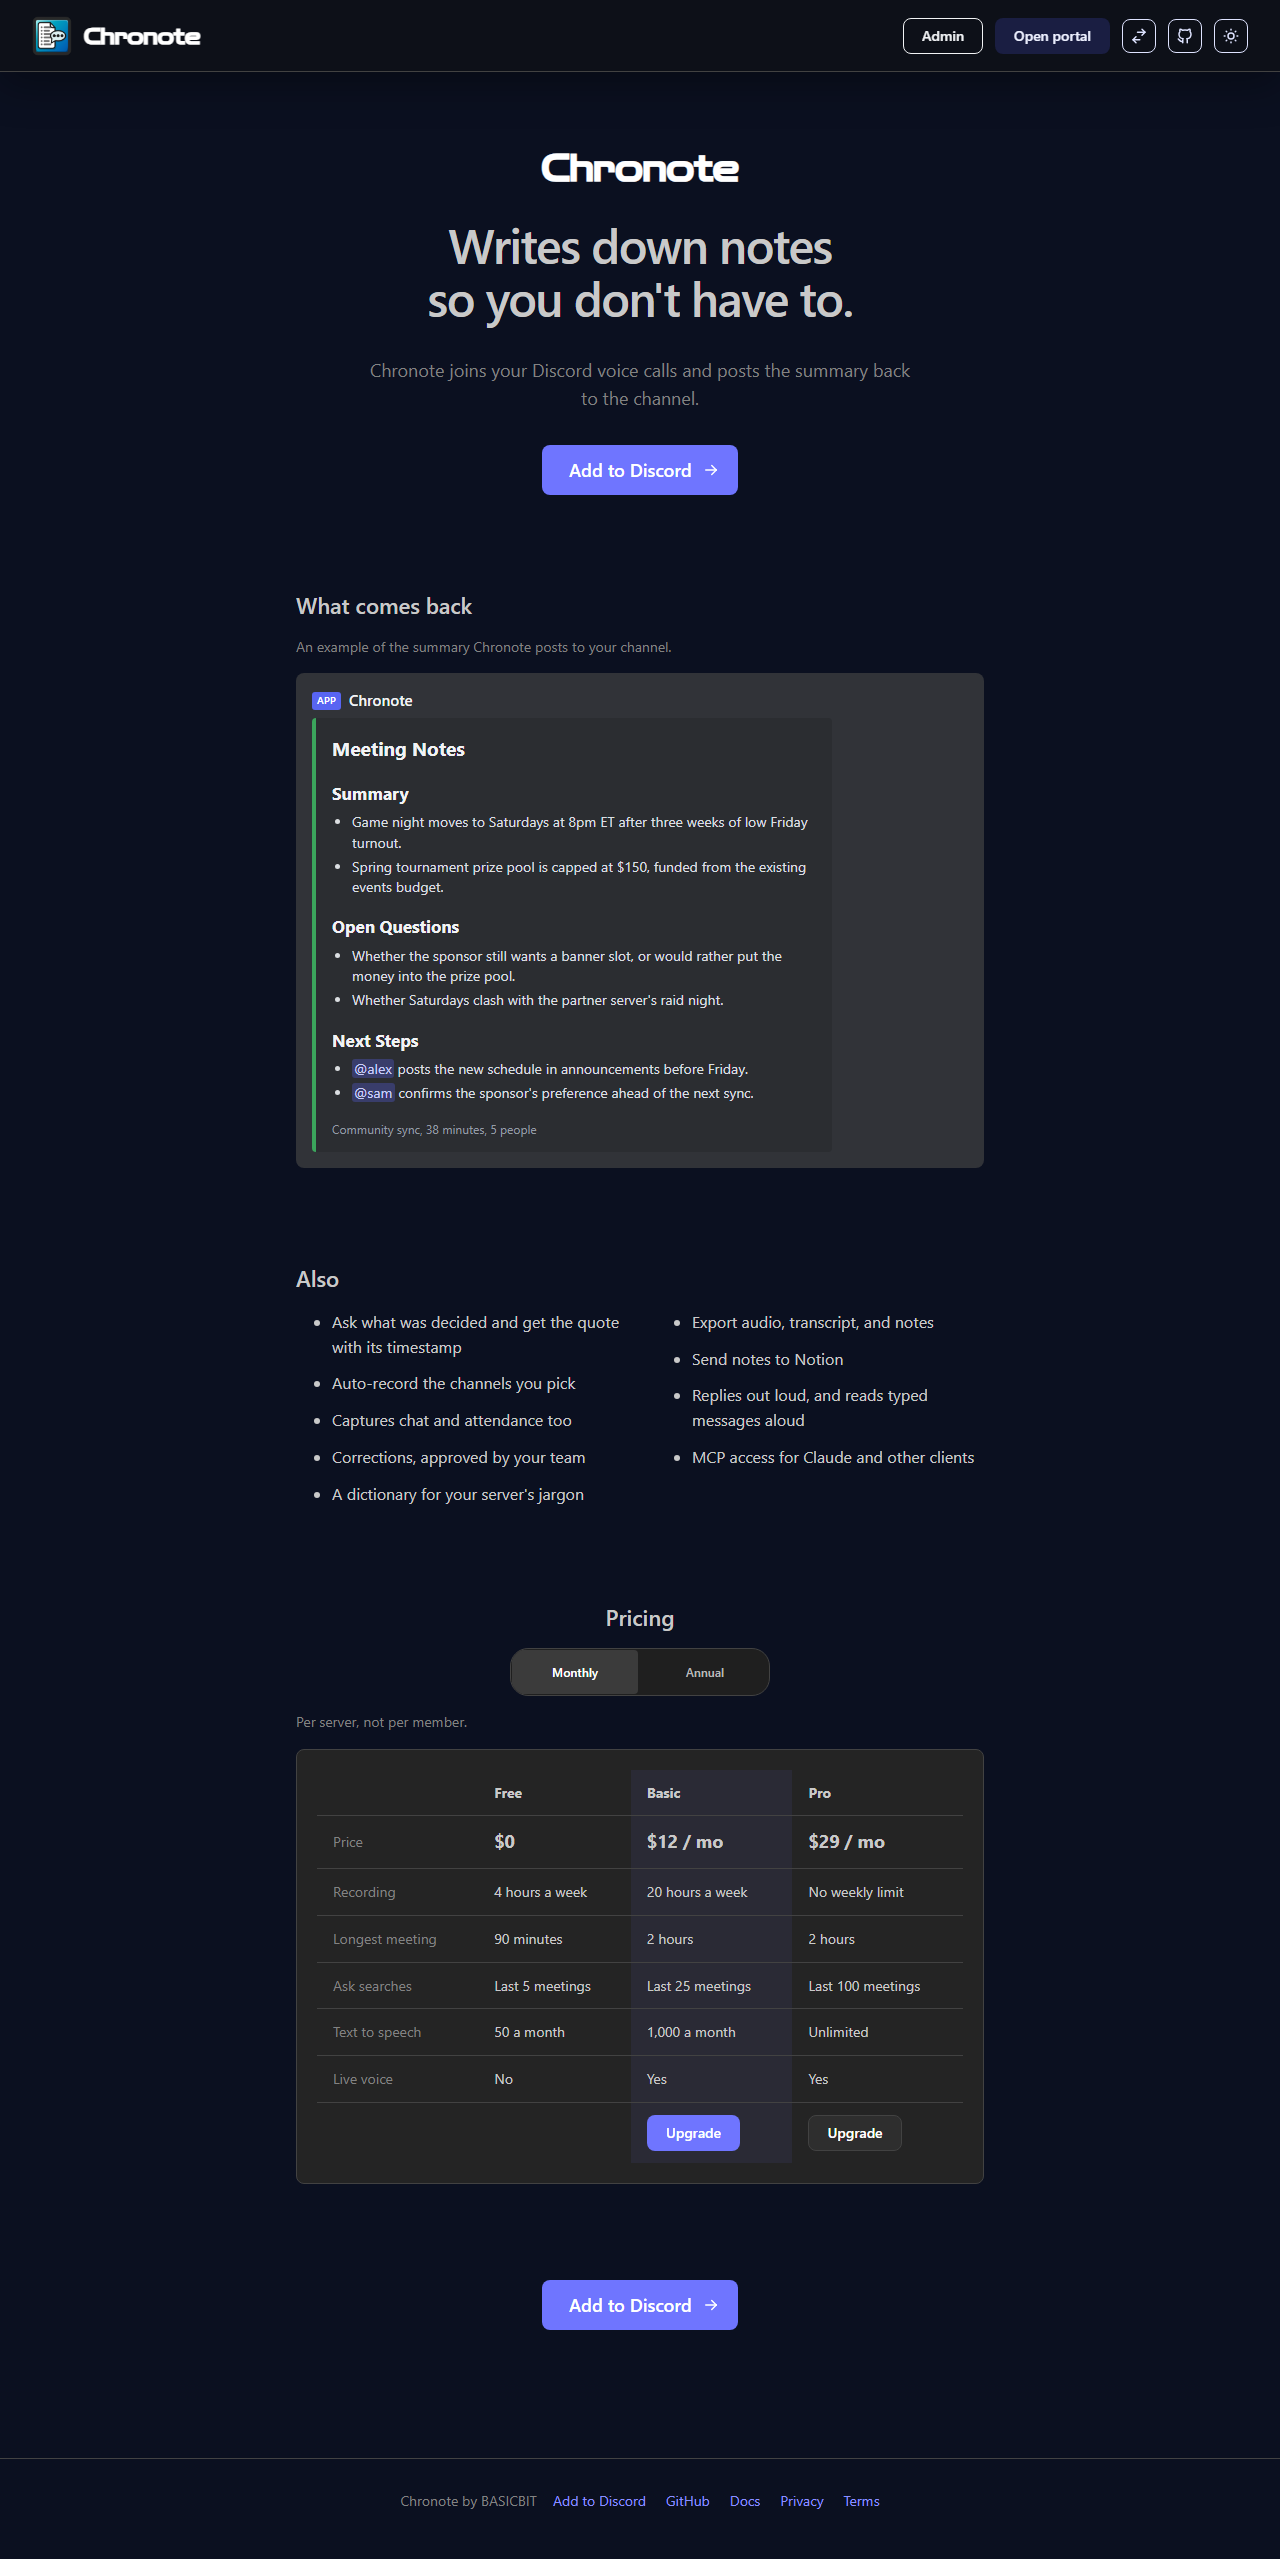 Chronote
Admin
Open portal
Chronote
Writes down notes
so you don't have to.
Chronote joins your Discord voice calls and posts the summary back
to the channel.
Add to Discord
What comes back
An example of the summary Chronote posts to your channel.
APP Chronote
Meeting Notes
Summary
Game night moves to Saturdays at 8pm ET after three weeks of low Friday
turnout.
Spring tournament prize pool is capped at $150, funded from the existing
events budget.
Open Questions
Whether the sponsor still wants a banner slot, or would rather put the
money into the prize pool.
Whether Saturdays clash with the partner server's raid night.
Next Steps
@alex posts the new schedule in announcements before Friday.
@sam confirms the sponsor's preference ahead of the next sync.
Community sync, 38 minutes, 5 people
Also
Ask what was decided and get the quote
with its timestamp
Auto-record the channels you pick
Captures chat and attendance too
Corrections, approved by your team
A dictionary for your server's jargon
Export audio, transcript, and notes
Send notes to Notion
Replies out loud, and reads typed
messages aloud
MCP access for Claude and other clients
Pricing
Monthly Annual
Per server, not per member.
Free Basic Pro
Price $0 $12 / mo $29 / mo
Recording 4 hours a week 20 hours a week No weekly limit
Longest meeting 90 minutes 2 hours 2 hours
Ask searches Last 5 meetings Last 25 meetings Last 100 meetings
Text to speech 50 a month 1,000 a month Unlimited
Live voice No Yes Yes
Upgrade Upgrade
Add to Discord
Chronote by BASICBIT Add to Discord GitHub Docs Privacy Terms